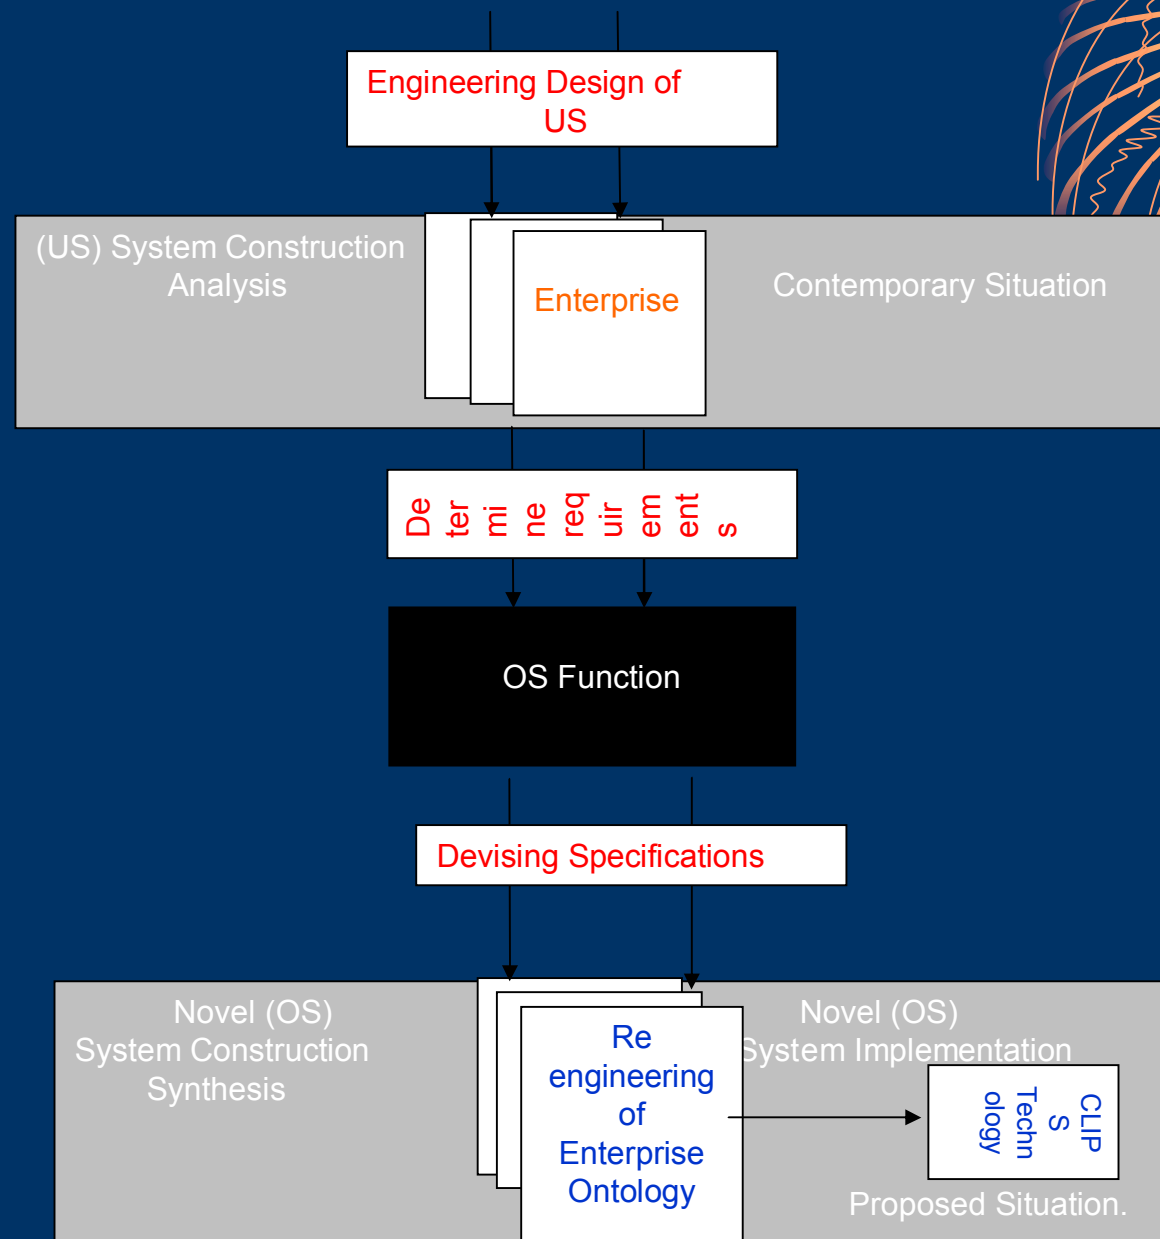 Engineering Design of
US
(US) System Construction
Analysis
Enterprise
Contemporary Situation
De
ter
mi
ne
req
uir
em
ent
s
OS Function
Devising Specifications
Novel (OS)
System Construction
Synthesis
Re
engineering
of
Enterprise
Ontology
Novel (OS)
System Implementation
CLIP
S
Techn
ology
Proposed Situation.